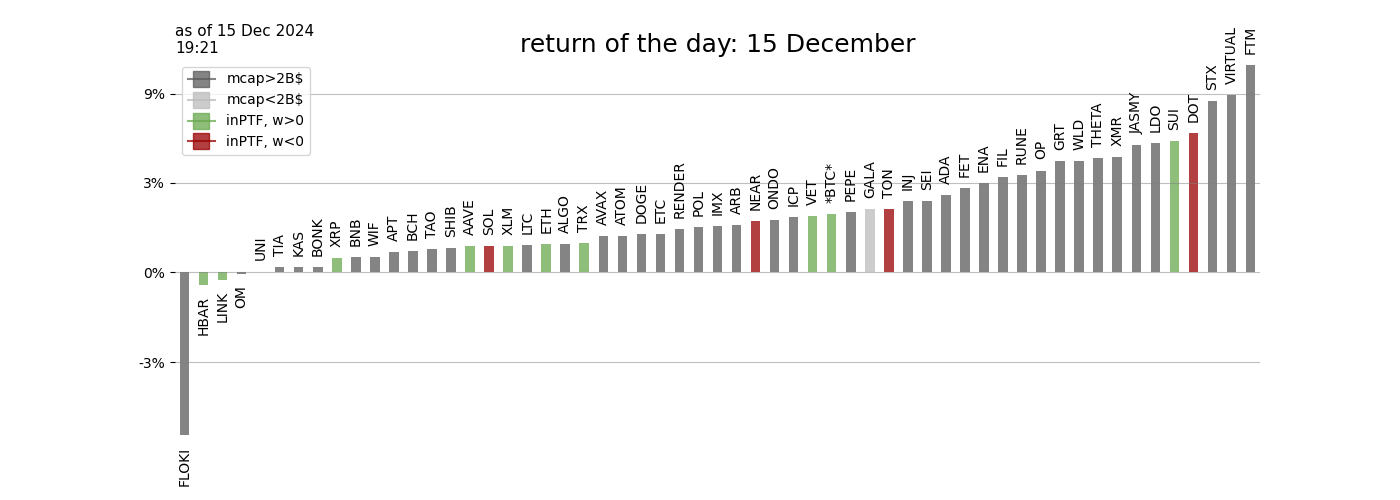 as of 15 Dec 2024
19:21
return of the day: 15 December
mcap>2B$
mcap<2B$
inPTF, w>0
inPTF, w<0
9%
3%
0%
-3%
FLOKI
HBAR
LINK
OM
UNI
TIA
KAS
BONK
XRP
BNB
WIF
APT
BCH
TAO
SHIB
AAVE
SOL
XLM
LTC
ETH
ALGO
TRX
AVAX
ATOM
DOGE
ETC
RENDER
POL
IMX
ARB
NEAR
ONDO
ICP
VET
*BTC*
PEPE
GALA
TON
INJ
SEI
ADA
FET
ENA
FIL
RUNE
OP
GRT
WLD
THETA
XMR
JASMY
LDO
SUI
DOT
STX
VIRTUAL
FTM